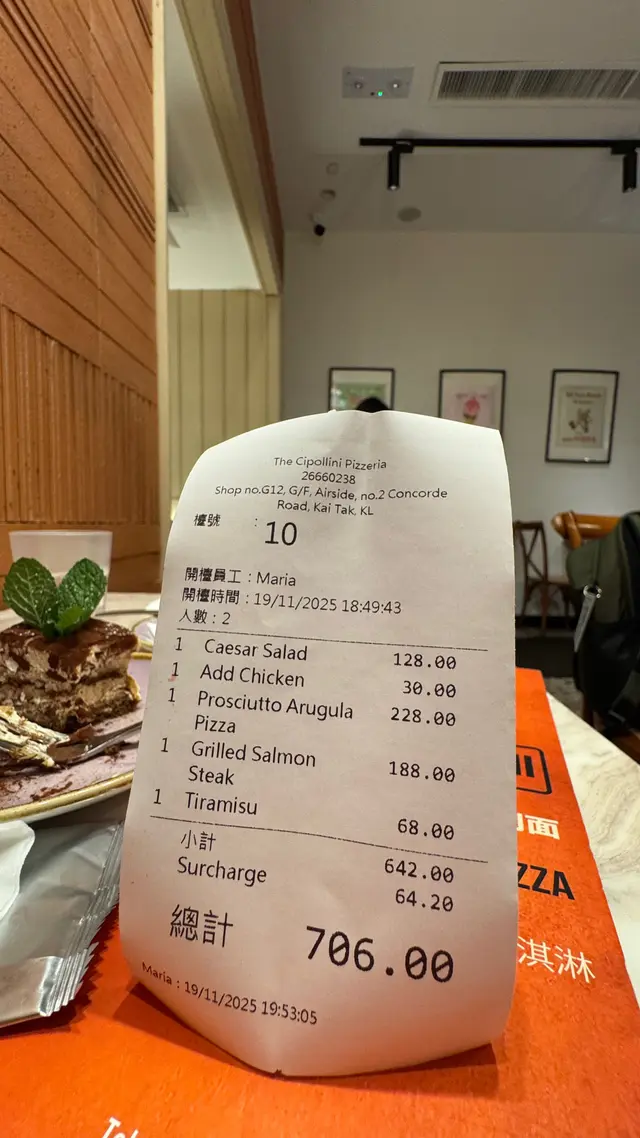 The Cipollini Pizzeria
26660238
Shop no.G12, G/F, Airside, no.2 Concorde
Road, Kai Tak, KL
檯號 : 10
開檯員工 : Maria
開檯時間 : 19/11/2025 18:49:43
人數 : 2
1 Caesar Salad 128.00
1 Add Chicken 30.00
1 Prosciutto Arugula 228.00
Pizza
1 Grilled Salmon 188.00
Steak
1 Tiramisu 68.00
小計 642.00
Surcharge 64.20
總計 706.00
Maria : 19/11/2025 19:53:05
面
ZZA
淇淋